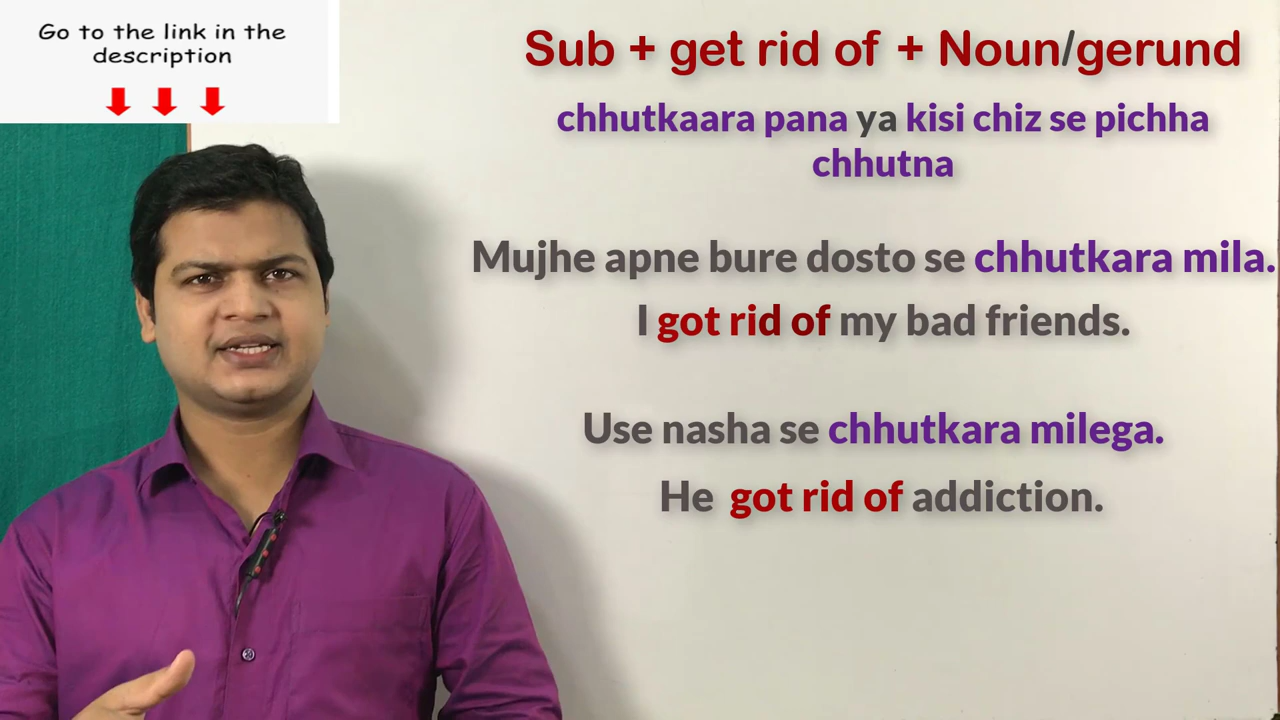 Go to the link in the
description
Sub + get rid of + Noun/gerund
chhutkaara pana ya kisi chiz se pichha
chhutna
Mujhe apne bure dosto se chhutkara mila.
I got rid of my bad friends.
Use nasha se chhutkara milega.
He got rid of addiction.